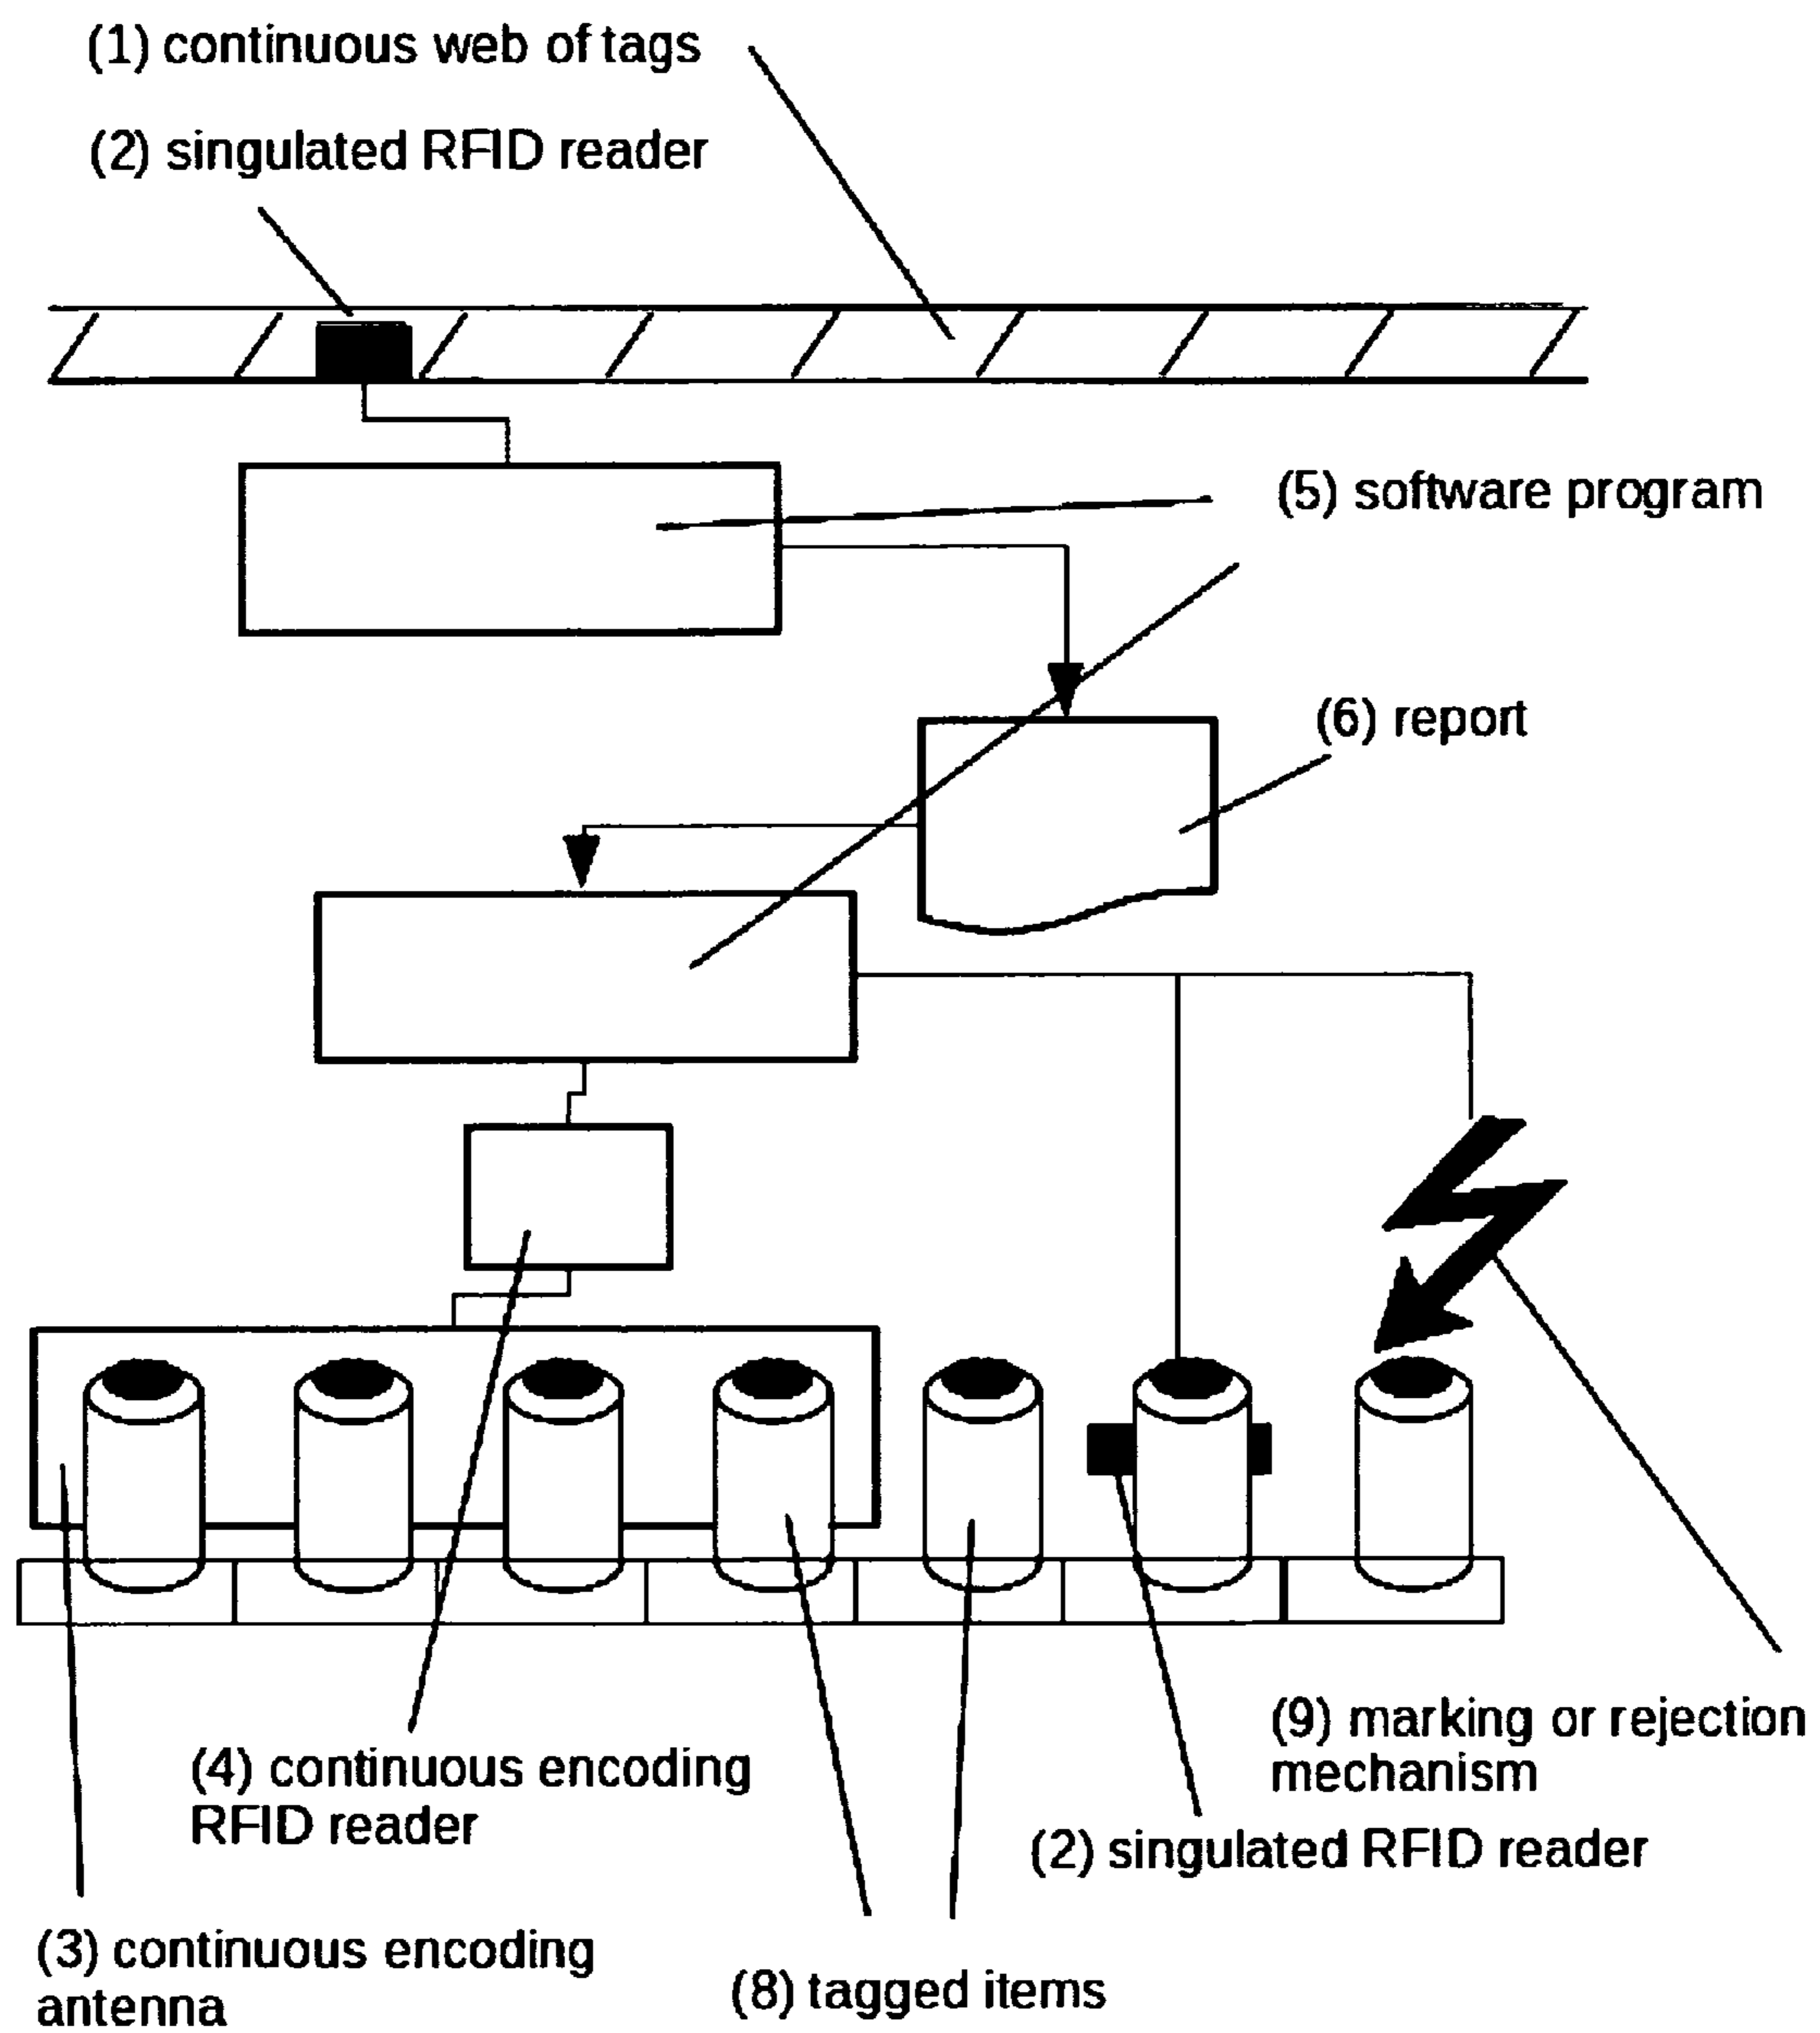 (1) continuous web of tags
(2) singulated RFID reader
(5) software program
(6) report
(9) marking or rejection
mechanism
(4) continuous encoding
RFID reader
(2) singulated RFID reader
(3) continuous encoding
antenna
(8) tagged items